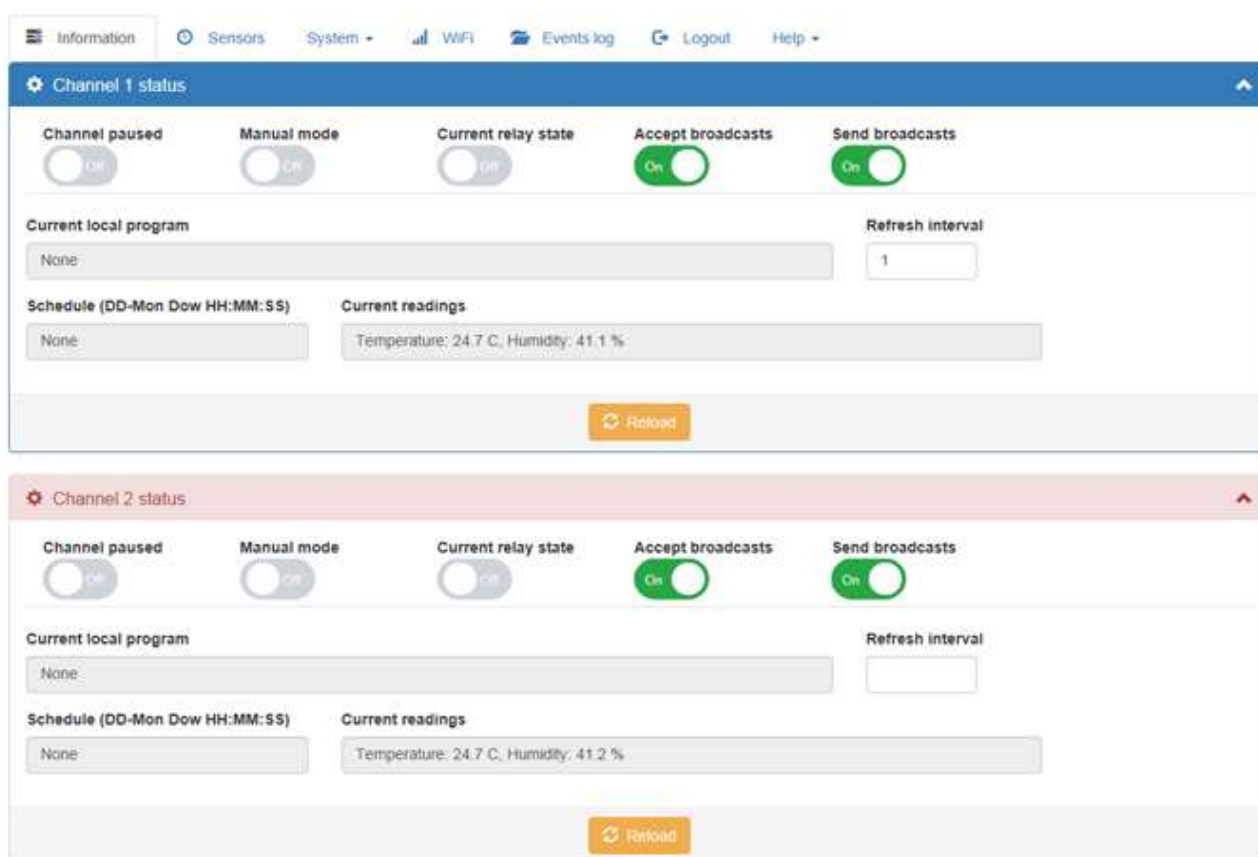 Information Sensors System WiFi Events log Logout Help
Channel 1 status
Channel paused Manual mode Current relay state Accept broadcasts Send broadcasts
Off Off Off On On
Current local program Refresh interval
None 1
Schedule (DD-Mon Dow HH:MM:SS) Current readings
None Temperature: 24.7 C, Humidity: 41.1 %
Reload
Channel 2 status
Channel paused Manual mode Current relay state Accept broadcasts Send broadcasts
Off Off Off On On
Current local program Refresh interval
None
Schedule (DD-Mon Dow HH:MM:SS) Current readings
None Temperature: 24.7 C, Humidity: 41.2 %
Reload